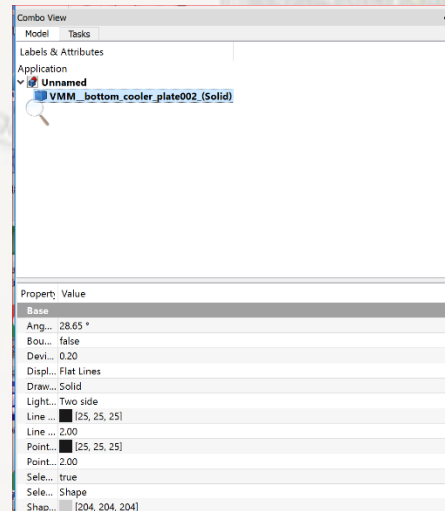 Combo View
Model Tasks
Labels & Attributes
Application
Unnamed
VMM__bottom_cooler_plate002_(Solid)
Property Value
Base
Ang... 28.65 °
Bou... false
Devi... 0.20
Displ... Flat Lines
Draw... Solid
Light... Two side
Line ... [25, 25, 25]
Line ... 2.00
Point... [25, 25, 25]
Point... 2.00
Sele... true
Sele... Shape
Shap... [204, 204, 204]